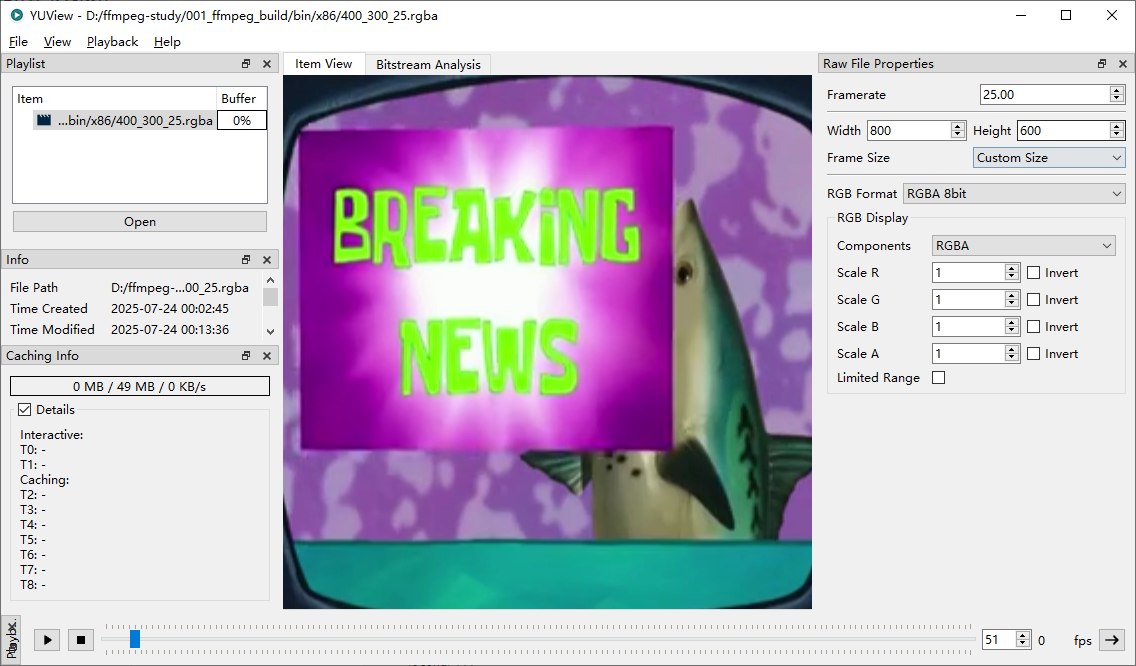 YUView - D:/ffmpeg-study/001_ffmpeg_build/bin/x86/400_300_25.rgba
File View Playback Help
Playlist
Item Buffer
...bin/x86/400_300_25.rgba 0%
Open
Info
File Path D:/ffmpeg-...00_25.rgba
Time Created 2025-07-24 00:02:45
Time Modified 2025-07-24 00:13:36
Caching Info
0 MB / 49 MB / 0 KB/s
Details
Interactive:
T0: -
T1: -
Caching:
T2: -
T3: -
T4: -
T5: -
T6: -
T7: -
T8: -
Item View Bitstream Analysis
BREAKING
NEWS
Raw File Properties
Framerate 25.00
Width 800 Height 600
Frame Size Custom Size
RGB Format RGBA 8bit
RGB Display
Components RGBA
Scale R 1 Invert
Scale G 1 Invert
Scale B 1 Invert
Scale A 1 Invert
Limited Range
51 0 fps